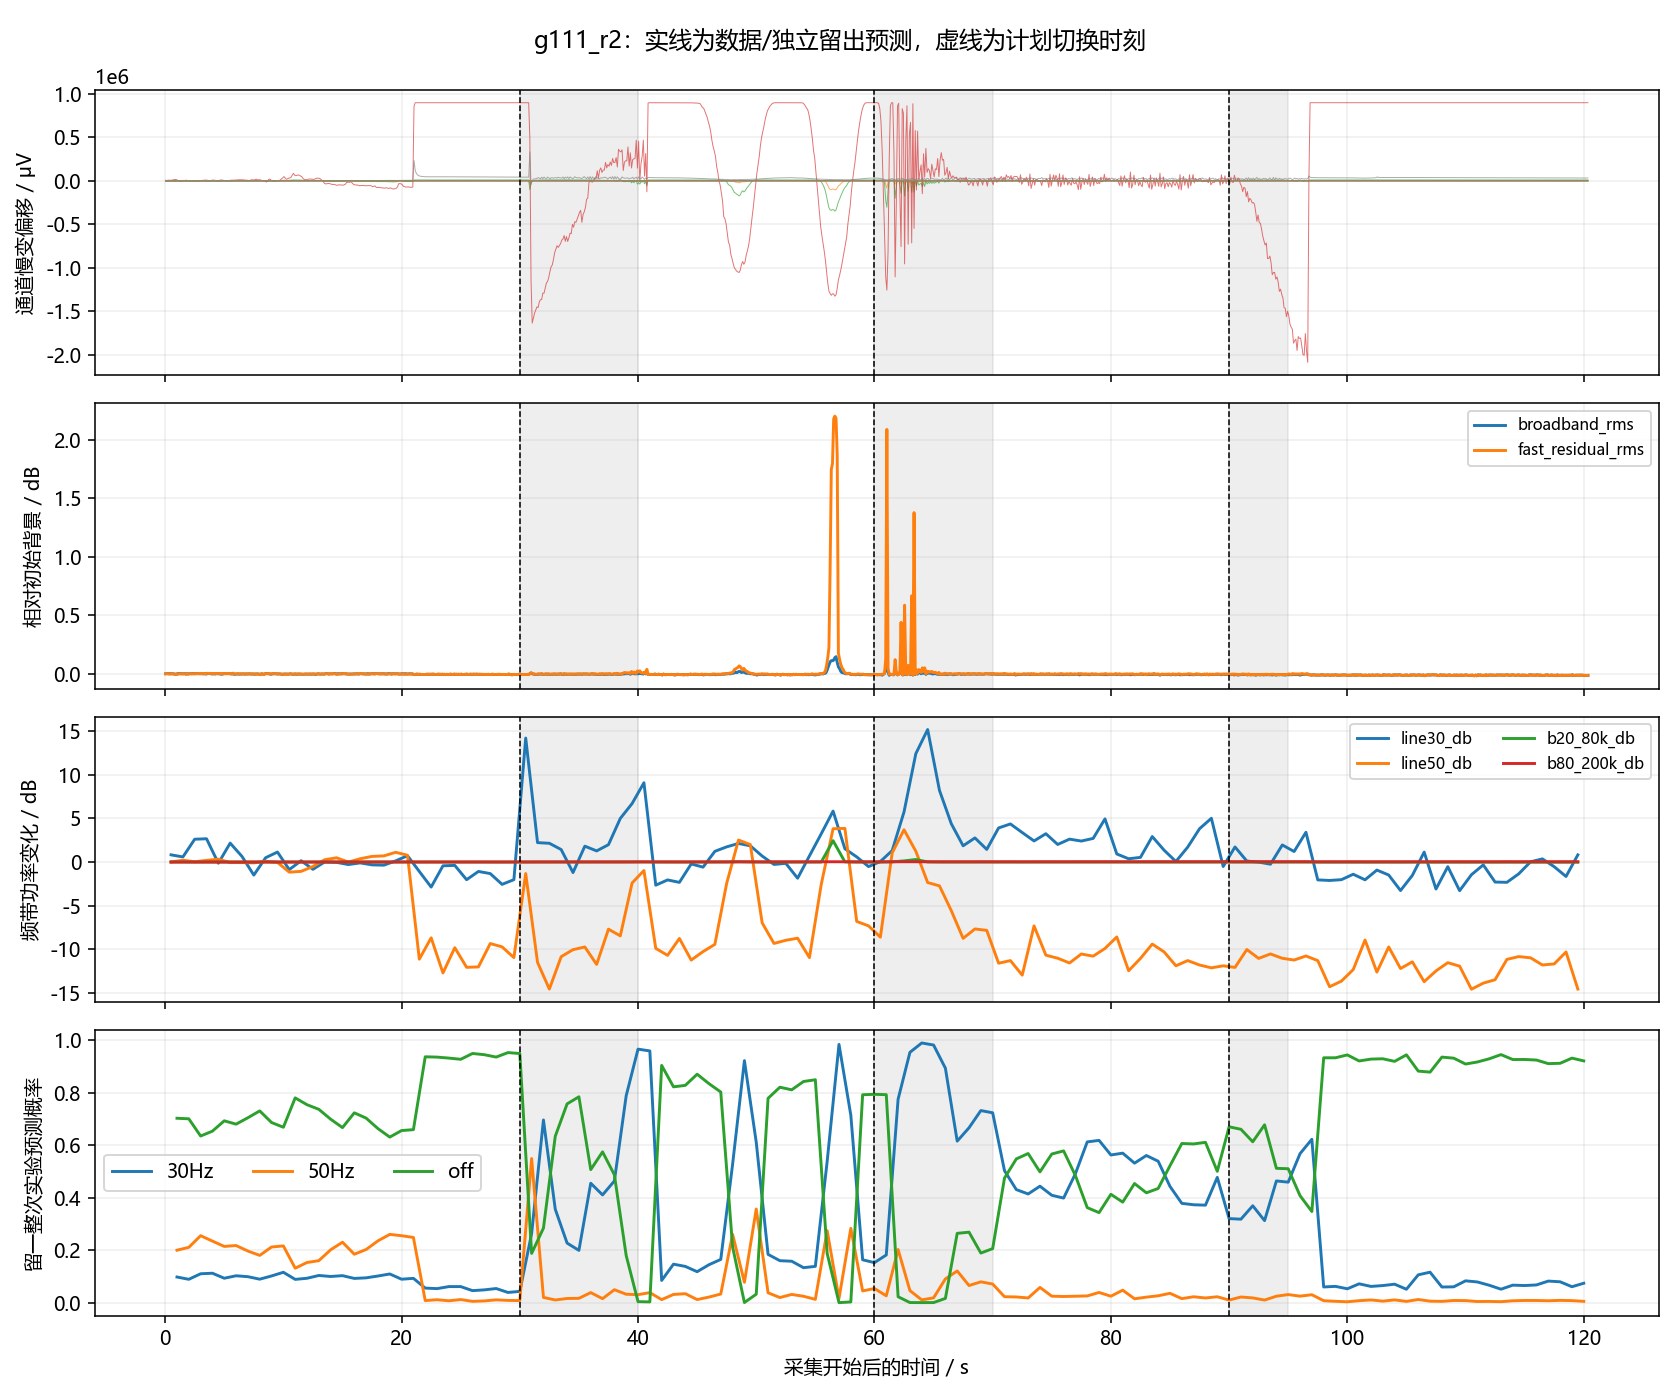 g111_r2：实线为数据/独立留出预测，虚线为计划切换时刻
1e6
1.0
0.5
0.0
-0.5
-1.0
-1.5
-2.0
通道慢变偏移 / μV
2.0
1.5
1.0
0.5
0.0
相对初始背景 / dB
broadband_rms
fast_residual_rms
15
10
5
0
-5
-10
-15
频带功率变化 / dB
line30_db
line50_db
b20_80k_db
b80_200k_db
1.0
0.8
0.6
0.4
0.2
0.0
留一整次实验预测概率
30Hz
50Hz
off
0
20
40
60
80
100
120
采集开始后的时间 / s